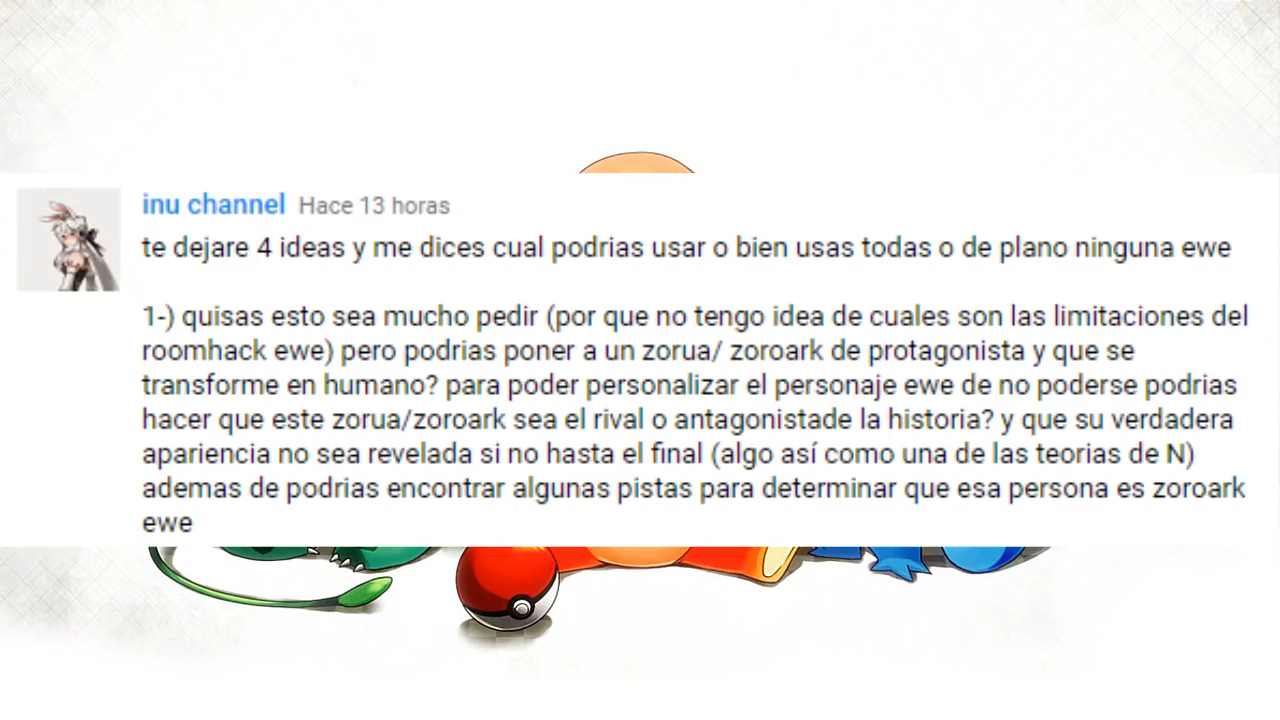 inu channel Hace 13 horas
te dejare 4 ideas y me dices cual podrias usar o bien usas todas o de plano ninguna ewe
1-) quisas esto sea mucho pedir (por que no tengo idea de cuales son las limitaciones del
roomhack ewe) pero podrias poner a un zorua/ zoroark de protagonista y que se
transforme en humano? para poder personalizar el personaje ewe de no poderse podrias
hacer que este zorua/zoroark sea el rival o antagonistade la historia? y que su verdadera
apariencia no sea revelada si no hasta el final (algo así como una de las teorias de N)
ademas de podrias encontrar algunas pistas para determinar que esa persona es zoroark
ewe